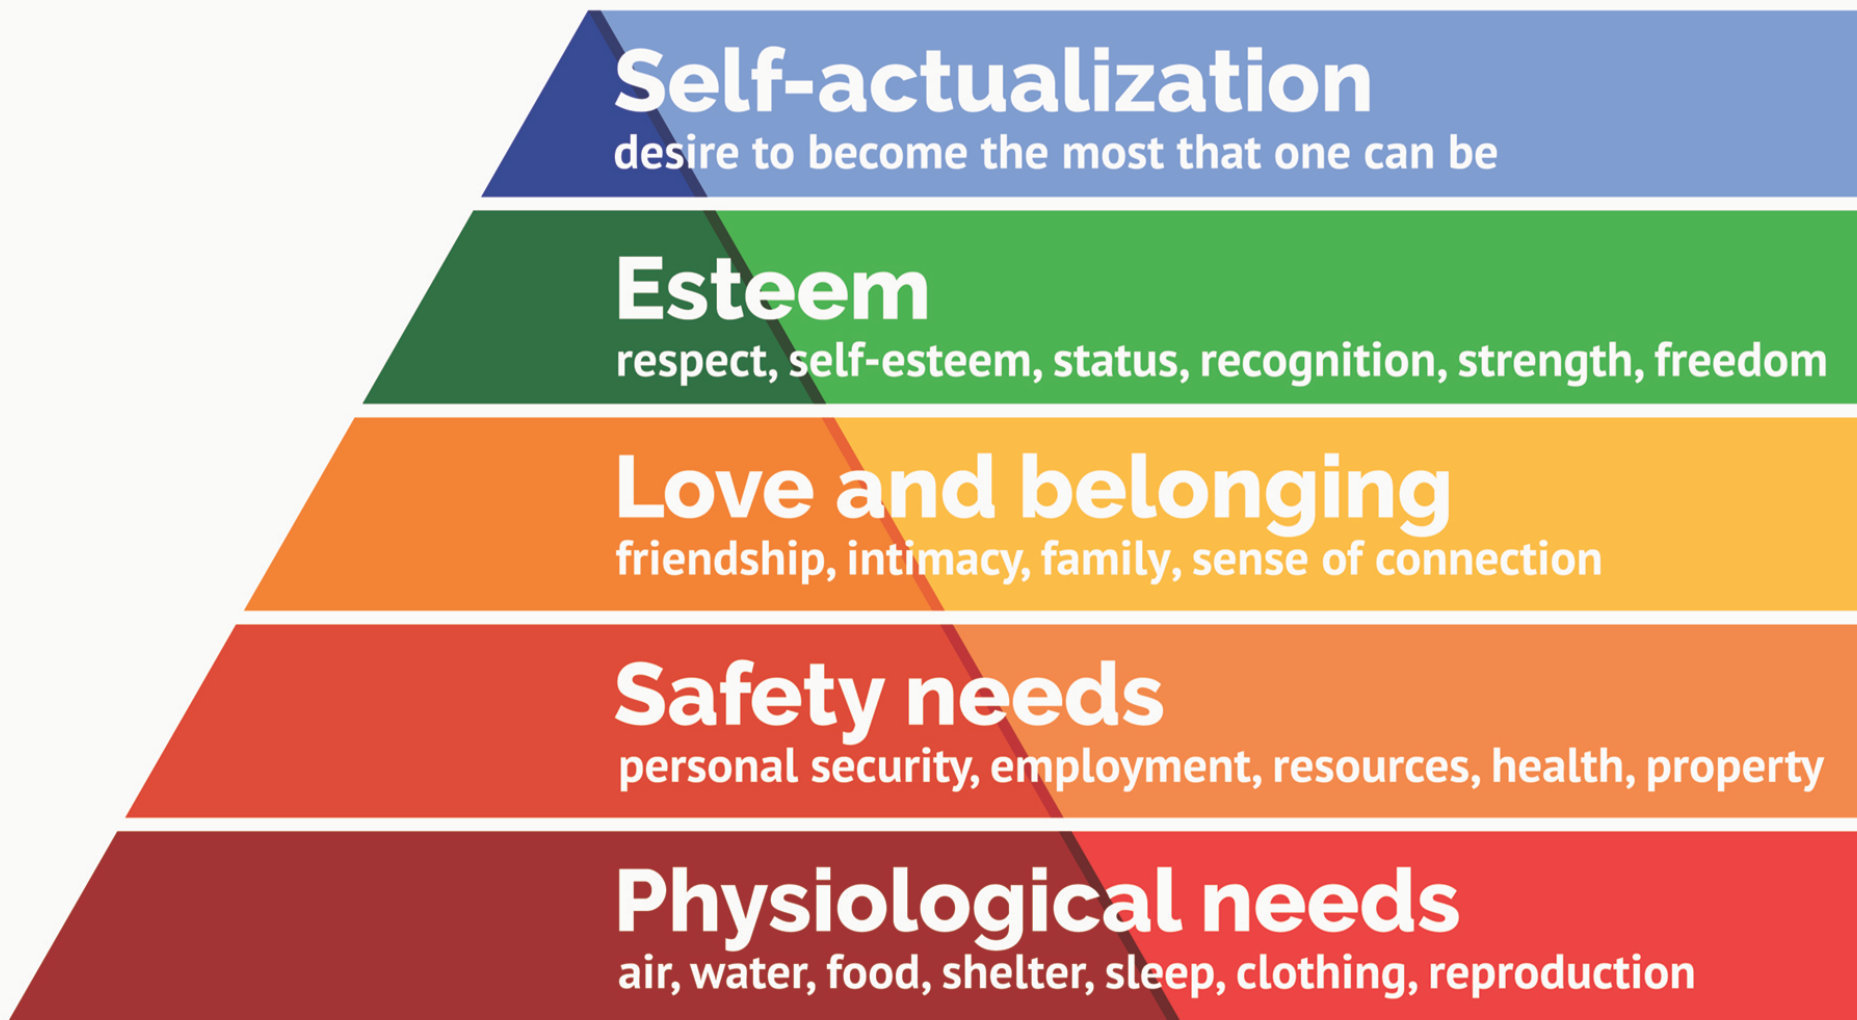 Self-actualization
desire to become the most that one can be
Esteem
respect, self-esteem, status, recognition, strength, freedom
Love and belonging
friendship, intimacy, family, sense of connection
Safety needs
personal security, employment, resources, health, property
Physiological needs
air, water, food, shelter, sleep, clothing, reproduction